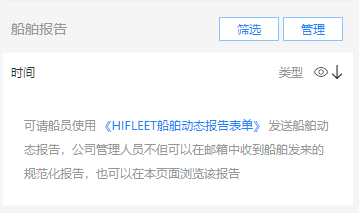 船舶报告 筛选 管理
时间 类型
可请船员使用 《HIFLEET船舶动态报告表单》 发送船舶动
态报告，公司管理人员不但可以在邮箱中收到船舶发来的
规范化报告，也可以在本页面浏览该报告